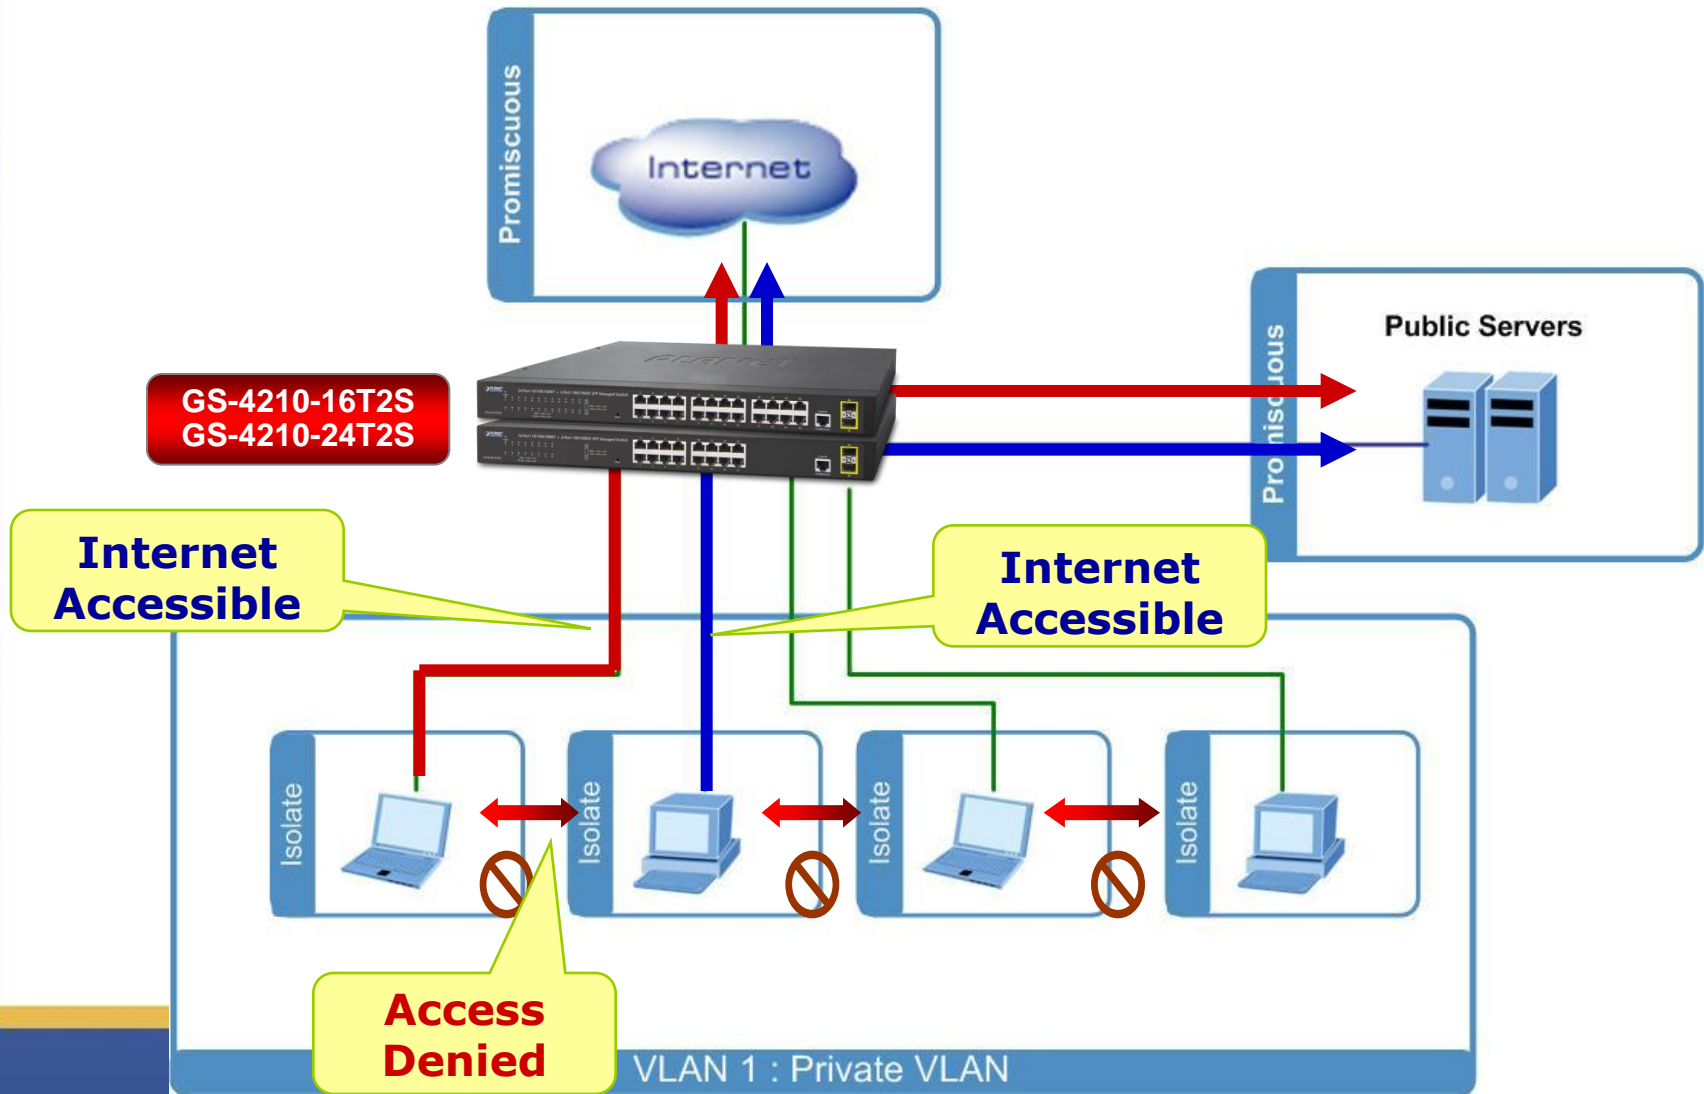 Promiscuous
Internet
PLANET
Promiscuous
Public Servers
GS-4210-16T2S
GS-4210-24T2S
Internet
Accessible
Internet
Accessible
Isolate
Isolate
Isolate
Isolate
Access
Denied
VLAN 1 : Private VLAN